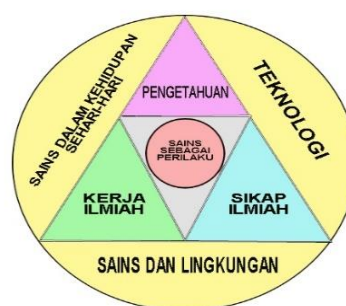 SAINS DALAM KEHIDUPAN
SEHARI-HARI
TEKNOLOGI
PENGETAHUAN
SAINS
SEBAGAI
PERILAKU
KERJA
ILMIAH
SIKAP
ILMIAH
SAINS DAN LINGKUNGAN